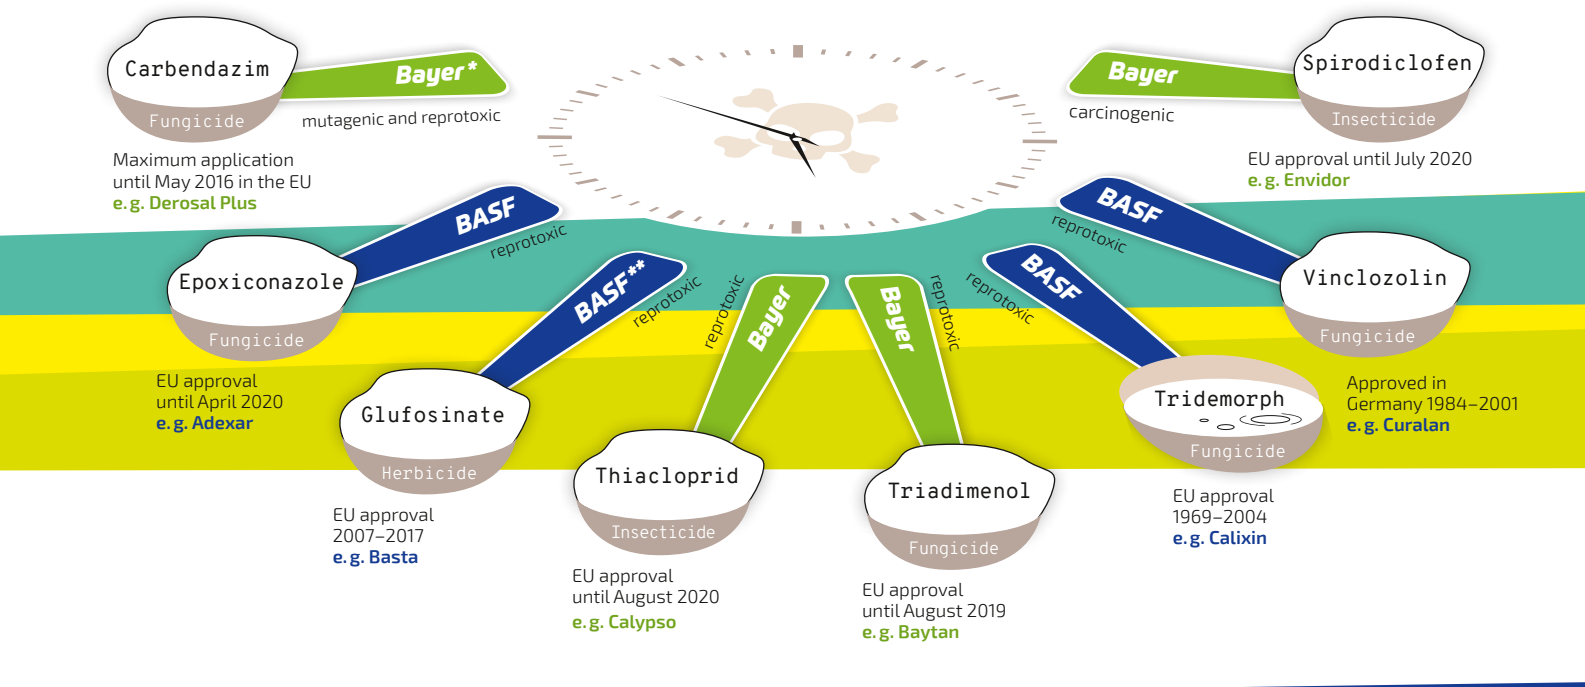 Carbendazim
Fungicide
Bayer*
mutagenic and reprotoxic
Maximum application
until May 2016 in the EU
e. g. Derosal Plus
Bayer
carcinogenic
Spirodiclofen
Insecticide
EU approval until July 2020
e. g. Envidor
BASF
reprotoxic
Epoxiconazole
Fungicide
EU approval
until April 2020
e. g. Adexar
BASF**
reprotoxic
Glufosinate
Herbicide
EU approval
2007–2017
e. g. Basta
reprotoxic
Bayer
Thiacloprid
Insecticide
EU approval
until August 2020
e. g. Calypso
Bayer
reprotoxic
Triadimenol
Fungicide
EU approval
until August 2019
e. g. Baytan
BASF
reprotoxic
Tridemorph
Fungicide
EU approval
1969–2004
e. g. Calixin
BASF
reprotoxic
Vinclozolin
Fungicide
Approved in
Germany 1984–2001
e. g. Curalan